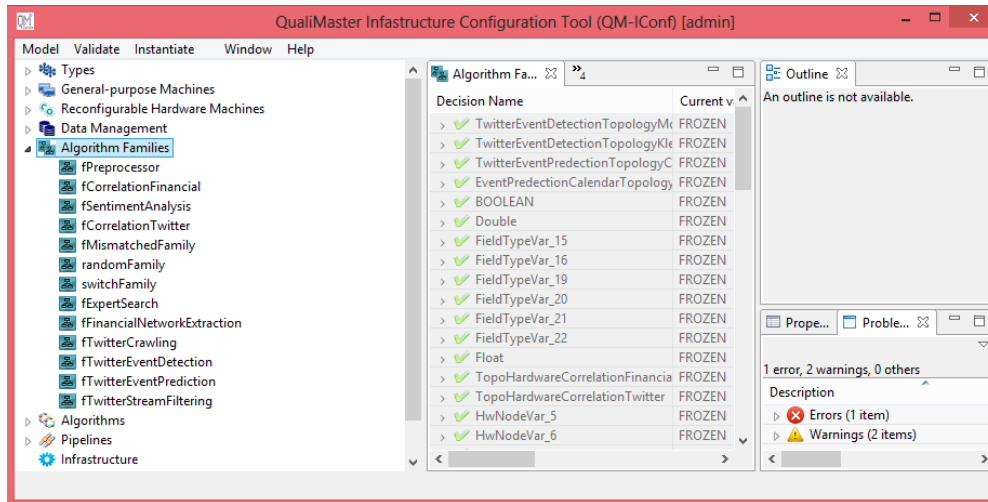 QM
QualiMaster Infastructure Configuration Tool (QM-IConf) [admin]
Model Validate Instantiate Window Help
Types
General-purpose Machines
Reconfigurable Hardware Machines
Data Management
Algorithm Families
fPreprocessor
fCorrelationFinancial
fSentimentAnalysis
fCorrelationTwitter
fMismatchedFamily
randomFamily
switchFamily
fExpertSearch
fFinancialNetworkExtraction
fTwitterCrawling
fTwitterEventDetection
fTwitterEventPrediction
fTwitterStreamFiltering
Algorithms
Pipelines
Infrastructure
Algorithm Fa... »4
Decision Name Current v
TwitterEventDetectionTopologyMo FROZEN
TwitterEventDetectionTopologyKle FROZEN
TwitterEventPredectionTopologyC FROZEN
EventPredectionCalendarTopology FROZEN
BOOLEAN FROZEN
Double FROZEN
FieldTypeVar_15 FROZEN
FieldTypeVar_16 FROZEN
FieldTypeVar_19 FROZEN
FieldTypeVar_20 FROZEN
FieldTypeVar_21 FROZEN
FieldTypeVar_22 FROZEN
Float FROZEN
TopoHardwareCorrelationFinancia FROZEN
TopoHardwareCorrelationTwitter FROZEN
HwNodeVar_5 FROZEN
HwNodeVar_6 FROZEN
Outline
An outline is not available.
Prope... Proble...
1 error, 2 warnings, 0 others
Description
Errors (1 item)
Warnings (2 items)